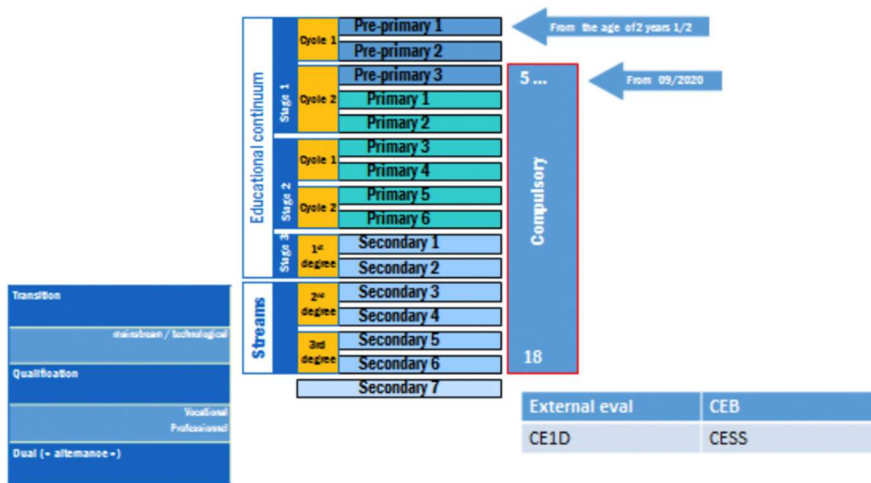 Pre-primary 1
From the age of 2 years 1/2
Cycle 1
Pre-primary 2
Pre-primary 3
5 ...
From 09/2020
Stage 1
Cycle 2
Primary 1
Primary 2
Educational continuum
Primary 3
Cycle 1
Primary 4
Compulsory
Stage 2
Primary 5
Cycle 2
Primary 6
Stage 3
1st
degree
Secondary 1
Secondary 2
Streams
2nd
degree
Secondary 3
Secondary 4
3rd
degree
Secondary 5
Secondary 6
18
Secondary 7
Transition
mainstream / technological
Qualification
Vocational
Professionnel
Dual (« alternance »)
External eval CEB
CE1D CESS